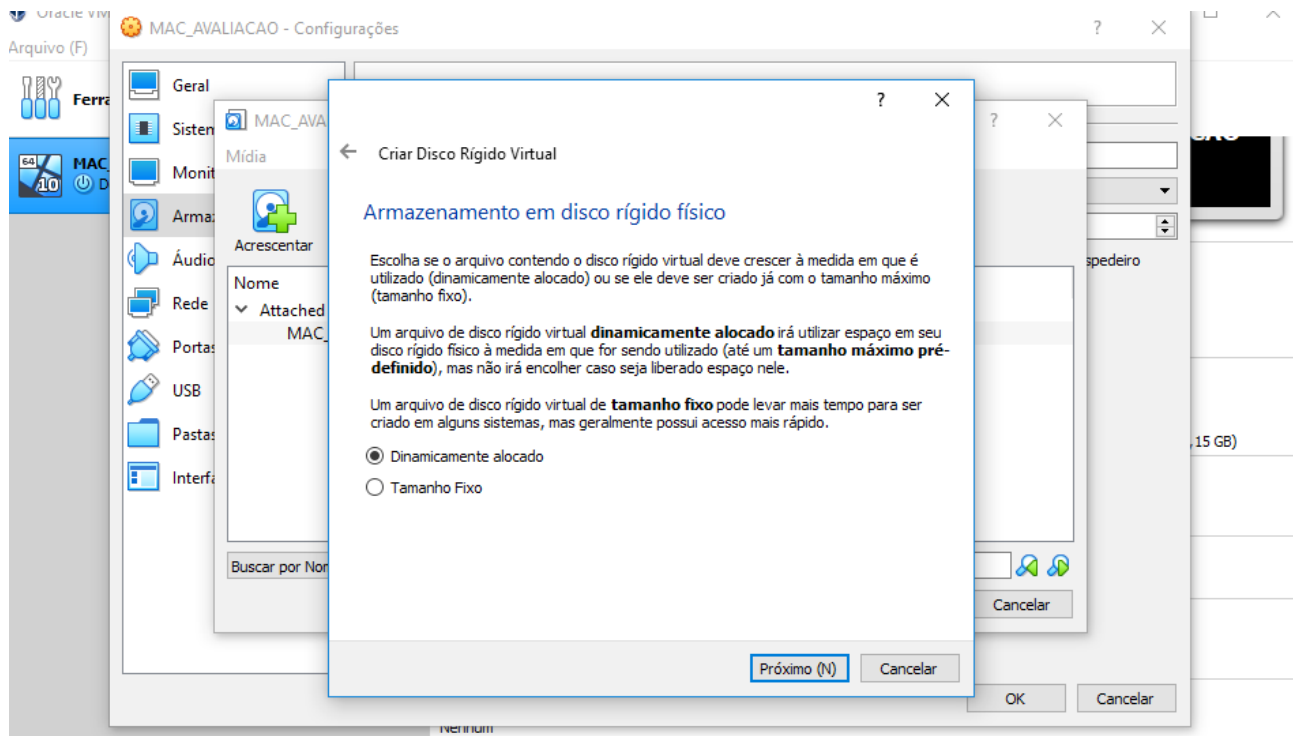 Oracle VM
MAC_AVALIACAO - Configurações
?
Arquivo (F)
Geral
Monit
Áudio
Rede
Portas
USB
Pastas
MAC_AVA
?
Mídia
Acrescentar
Nome
Attached
MAC_
Buscar por Nor
Cancelar
?
Criar Disco Rígido Virtual
Armazenamento em disco rígido físico
Escolha se o arquivo contendo o disco rígido virtual deve crescer à medida em que é
utilizado (dinamicamente alocado) ou se ele deve ser criado já com o tamanho máximo
(tamanho fixo).
Um arquivo de disco rígido virtual dinamicamente alocado irá utilizar espaço em seu
disco rígido físico à medida em que for sendo utilizado (até um tamanho máximo pré-
definido), mas não irá encolher caso seja liberado espaço nele.
Um arquivo de disco rígido virtual de tamanho fixo pode levar mais tempo para ser
criado em alguns sistemas, mas geralmente possui acesso mais rápido.
Dinamicamente alocado
Tamanho Fixo
Próximo (N)
Cancelar
spedeiro
,15 GB)
OK
Cancelar
64
10
MAC_
Nenhum